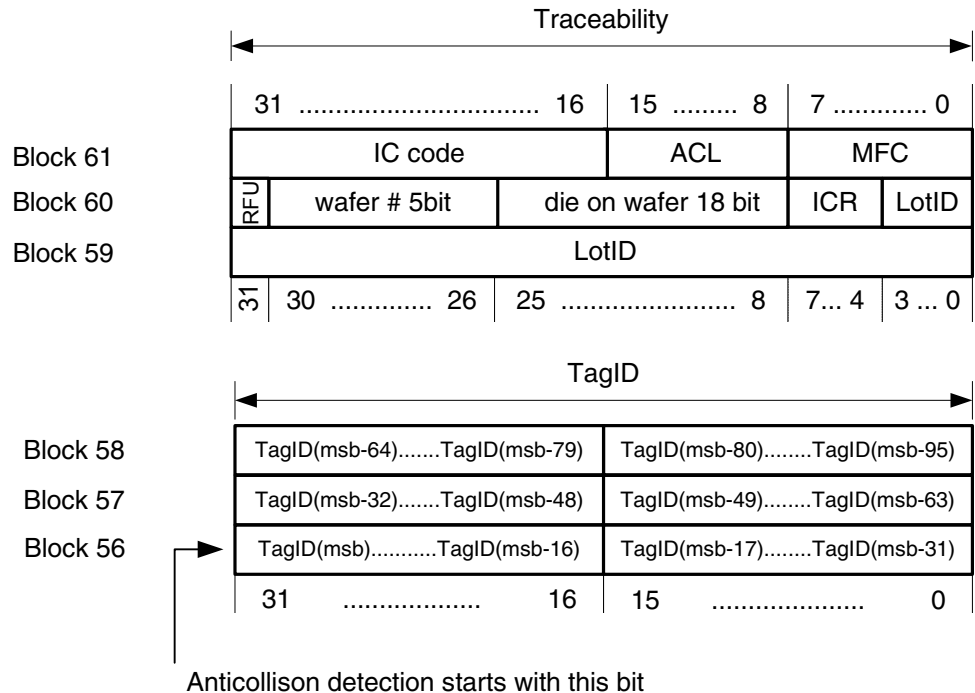 Traceability
31 ............................... 16 15 ......... 8 7 ............. 0
Block 61 IC code ACL MFC
Block 60 RFU wafer # 5bit die on wafer 18 bit ICR LotID
Block 59 LotID
31 30 .............. 26 25 ............................ 8 7... 4 3 ... 0
TagID
Block 58 TagID(msb-64).......TagID(msb-79) TagID(msb-80)........TagID(msb-95)
Block 57 TagID(msb-32).......TagID(msb-48) TagID(msb-49)........TagID(msb-63)
Block 56 TagID(msb)...........TagID(msb-16) TagID(msb-17)........TagID(msb-31)
31 ................... 16 15 ..................... 0
Anticollison detection starts with this bit